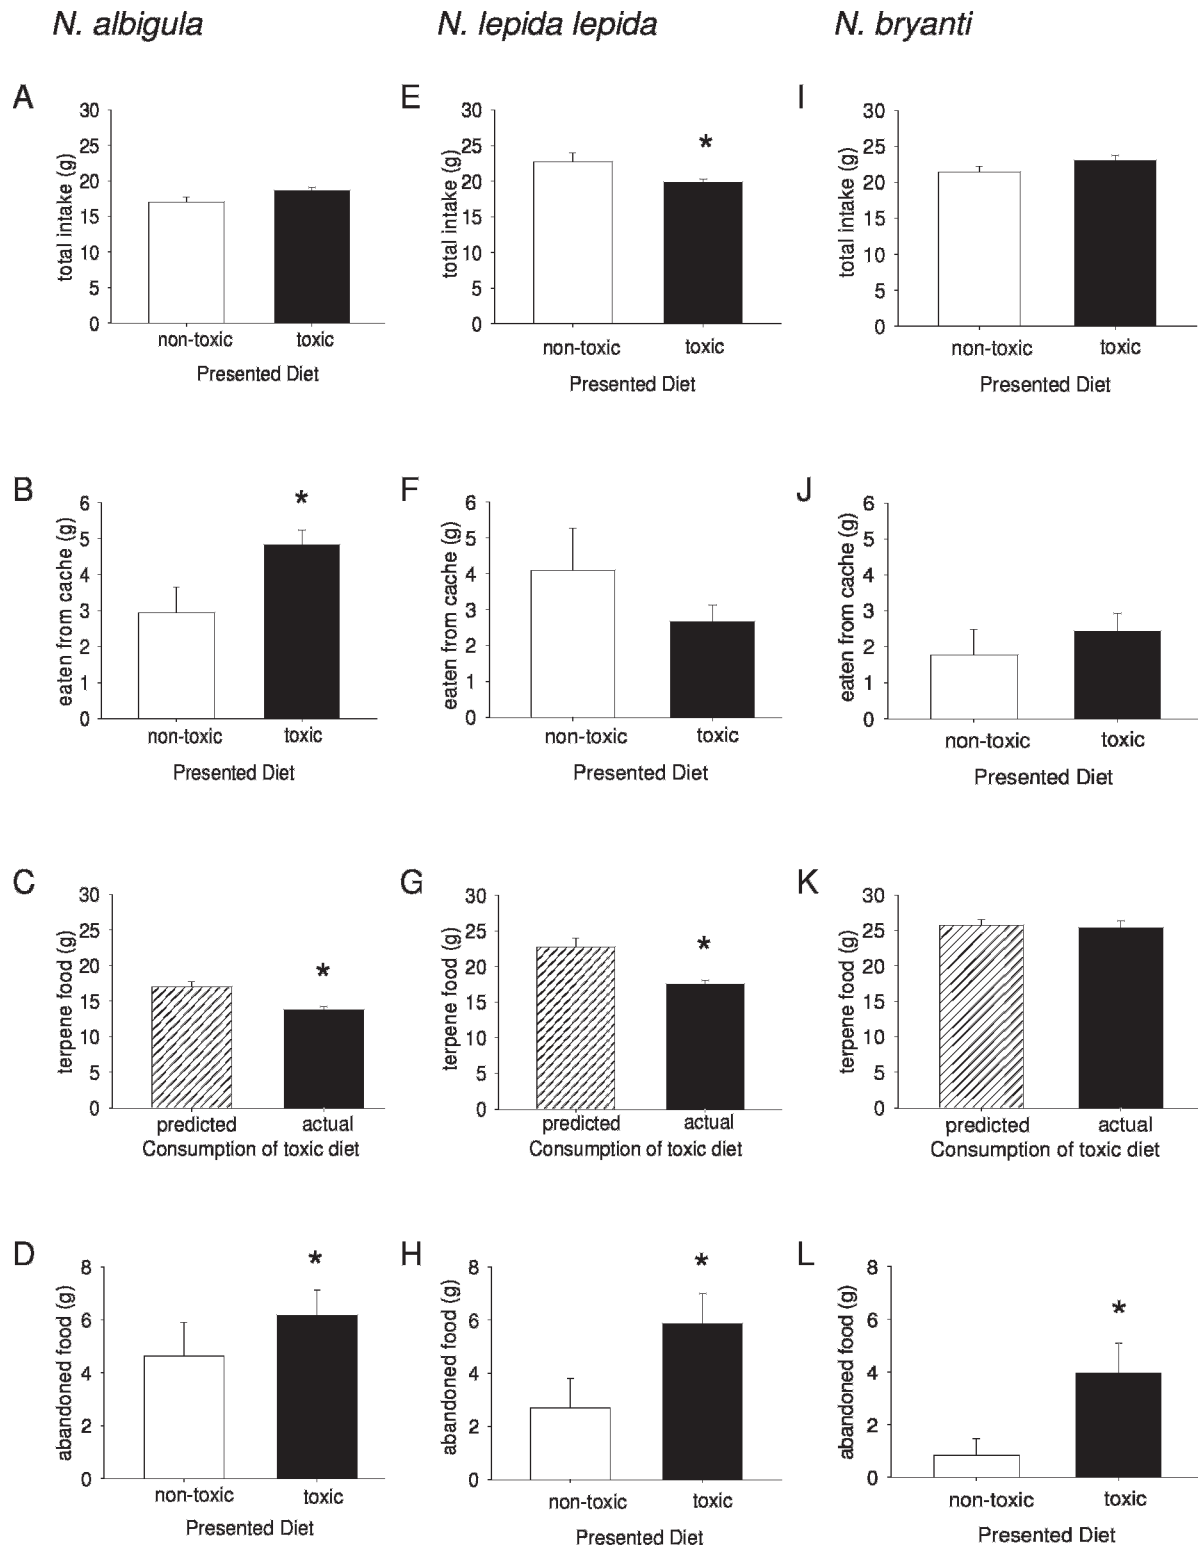 N. albigula N. lepida lepida N. bryanti
A E I
total intake (g) total intake (g) total intake (g)
30 30 30
25 25 25
20 20 20
15 15 15
10 10 10
5 5 5
0 0 0
*
non-toxic toxic non-toxic toxic non-toxic toxic
Presented Diet Presented Diet Presented Diet
B F J
eaten from cache (g) eaten from cache (g) eaten from cache (g)
6 6 6
5 5 5
4 4 4
3 3 3
2 2 2
1 1 1
0 0 0
*
non-toxic toxic non-toxic toxic non-toxic toxic
Presented Diet Presented Diet Presented Diet
C G K
terpene food (g) terpene food (g) terpene food (g)
30 30 30
25 25 25
20 20 20
15 15 15
10 10 10
5 5 5
0 0 0
* *
predicted actual predicted actual predicted actual
Consumption of toxic diet Consumption of toxic diet Consumption of toxic diet
D H L
abandoned food (g) abandoned food (g) abandoned food (g)
8 8 8
6 6 6
4 4 4
2 2 2
0 0 0
* * *
non-toxic toxic non-toxic toxic non-toxic toxic
Presented Diet Presented Diet Presented Diet